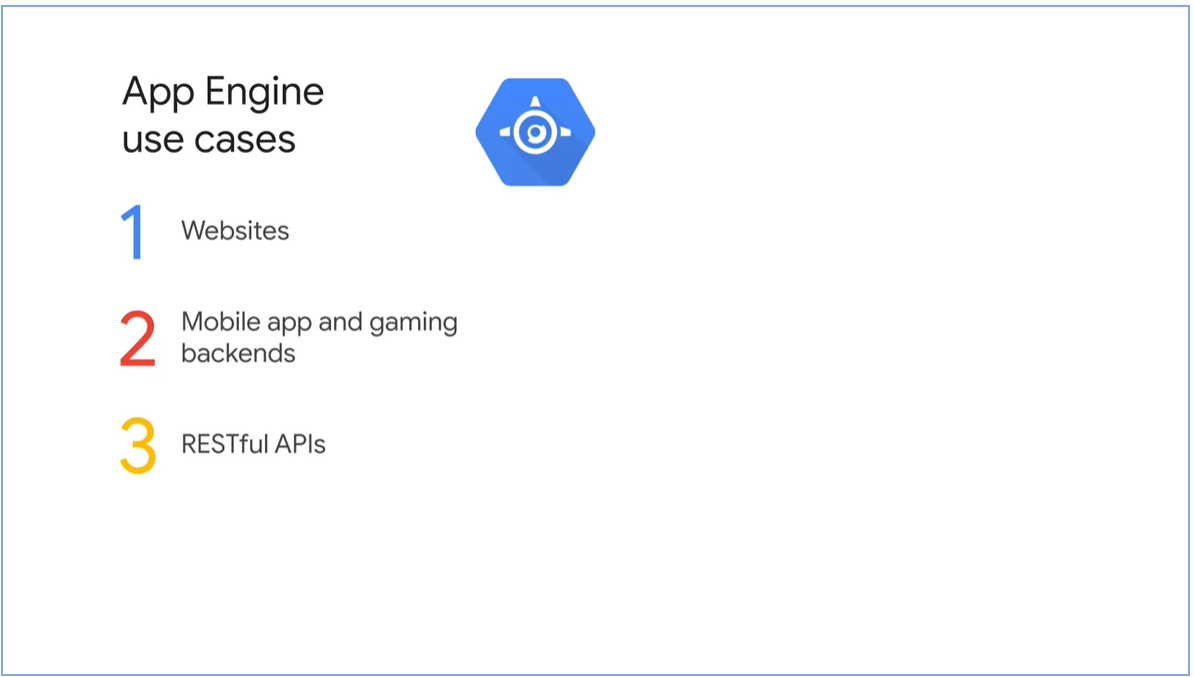 App Engine
use cases
1 Websites
2 Mobile app and gaming
backends
3 RESTful APIs